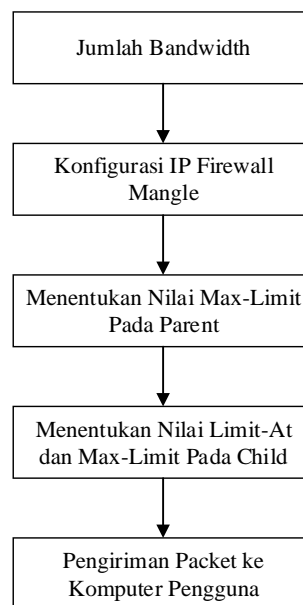 Jumlah Bandwidth
Konfigurasi IP Firewall
Mangle
Menentukan Nilai Max-Limit
Pada Parent
Menentukan Nilai Limit-At
dan Max-Limit Pada Child
Pengiriman Packet ke
Komputer Pengguna